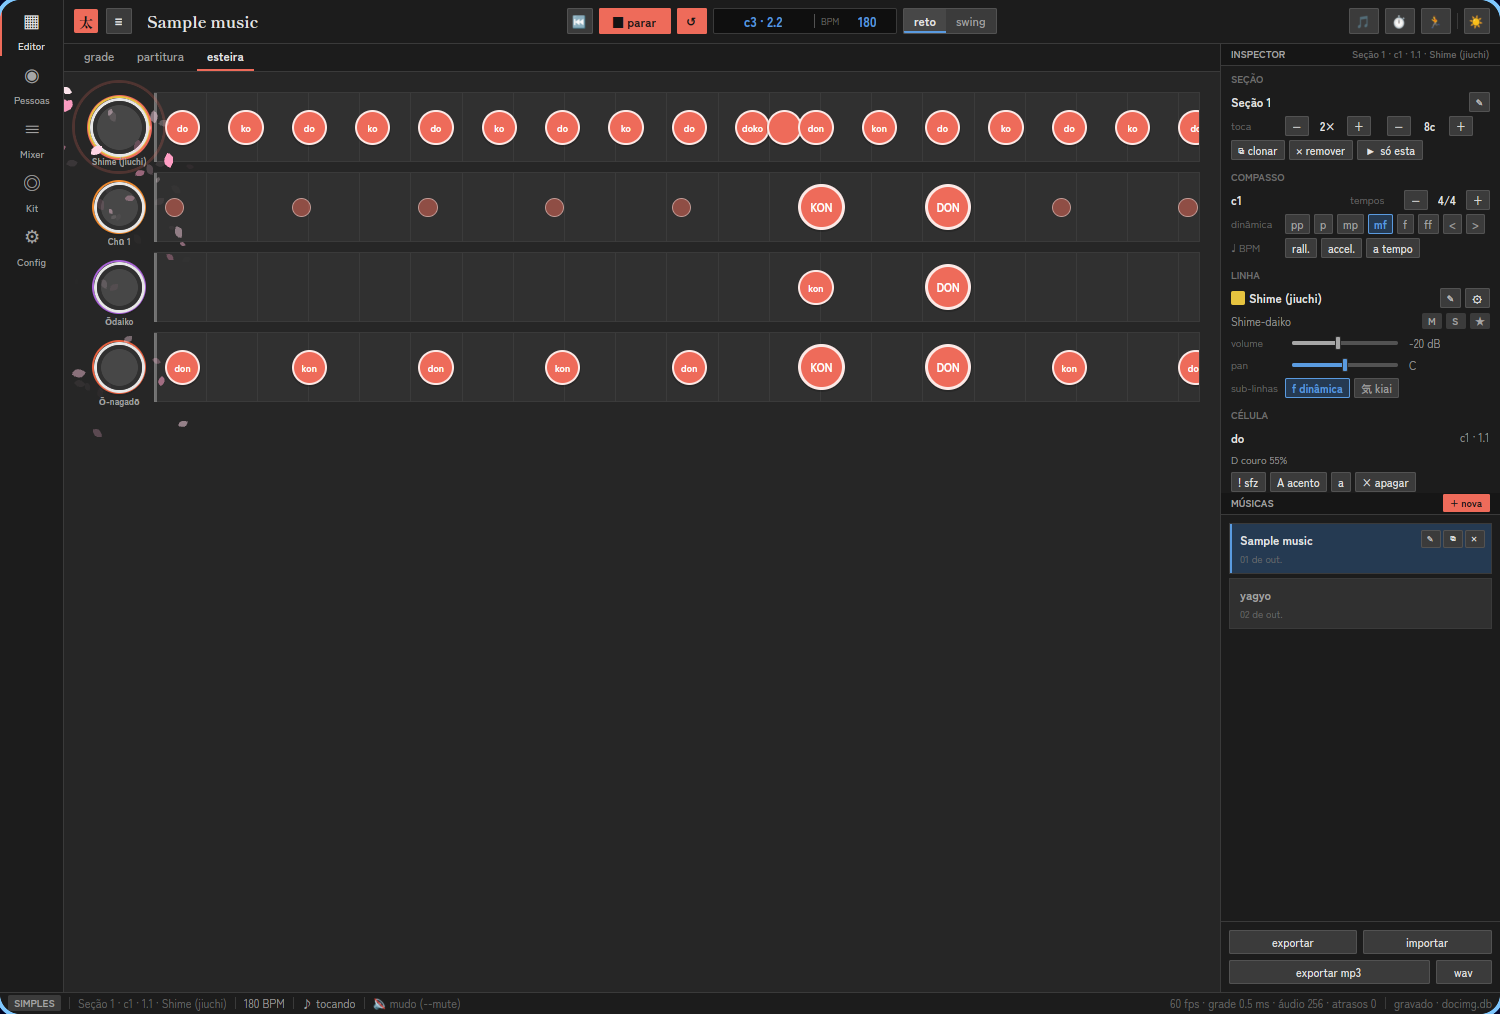 Editor
Pessoas
Mixer
Kit
Config
太 ≡ Sample music
parar ↺ c3 · 2.2 BPM 180 reto swing
grade partitura esteira
do ko do ko do ko do ko do doko don kon do ko do ko do
Shime (jiuchi)
KON DON
Chū 1
kon DON
Ōdaiko
don kon don kon don KON DON kon do
Ō-nagadō
INSPECTOR Seção 1 · c1 · 1.1 · Shime (jiuchi)
SEÇÃO
Seção 1
toca − 2× + − 8c +
clonar × remover ► só esta
COMPASSO
c1 tempos − 4/4 +
dinâmica pp p mp mf f ff < >
♩ BPM rall. accel. a tempo
LINHA
Shime (jiuchi)
Shime-daiko M S ★
volume -20 dB
pan C
sub-linhas f dinâmica 気 kiai
CÉLULA
do c1 · 1.1
D couro 55%
! sfz A acento a × apagar
MÚSICAS + nova
Sample music
01 de out.
yagyo
02 de out.
exportar importar
exportar mp3 wav
SIMPLES Seção 1 · c1 · 1.1 · Shime (jiuchi) 180 BPM ♪ tocando mudo (--mute) 60 fps · grade 0.5 ms · áudio 256 · atrasos 0 gravado · docimg.db